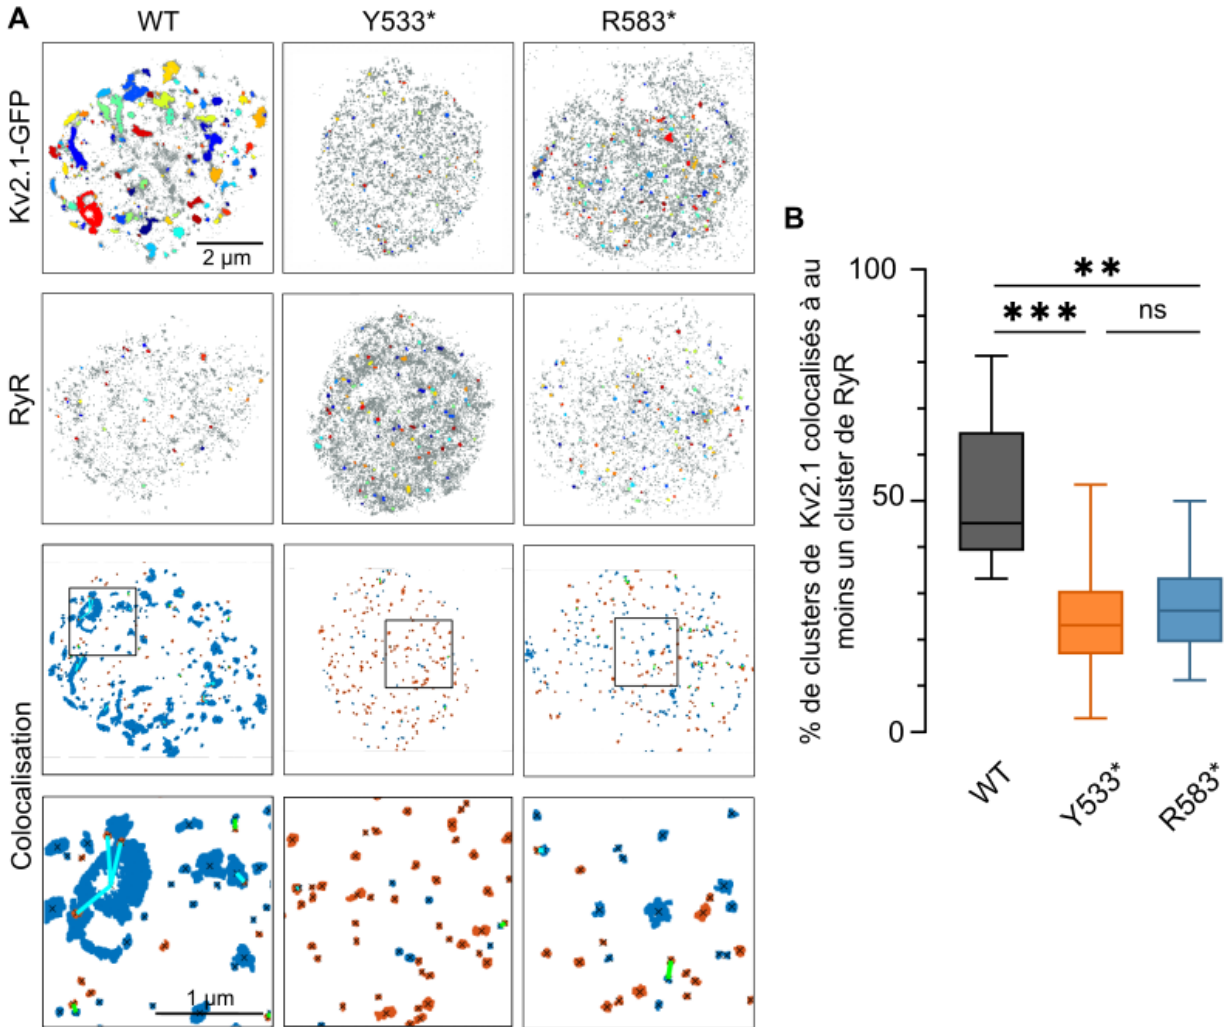 A
WT
Y533*
R583*
Kv2.1-GFP
2 µm
RyR
Colocalisation
1 µm
B
% de clusters de Kv2.1 colocalisés à au
moins un cluster de RyR
100
50
0
**
***
ns
WT
Y533*
R583*